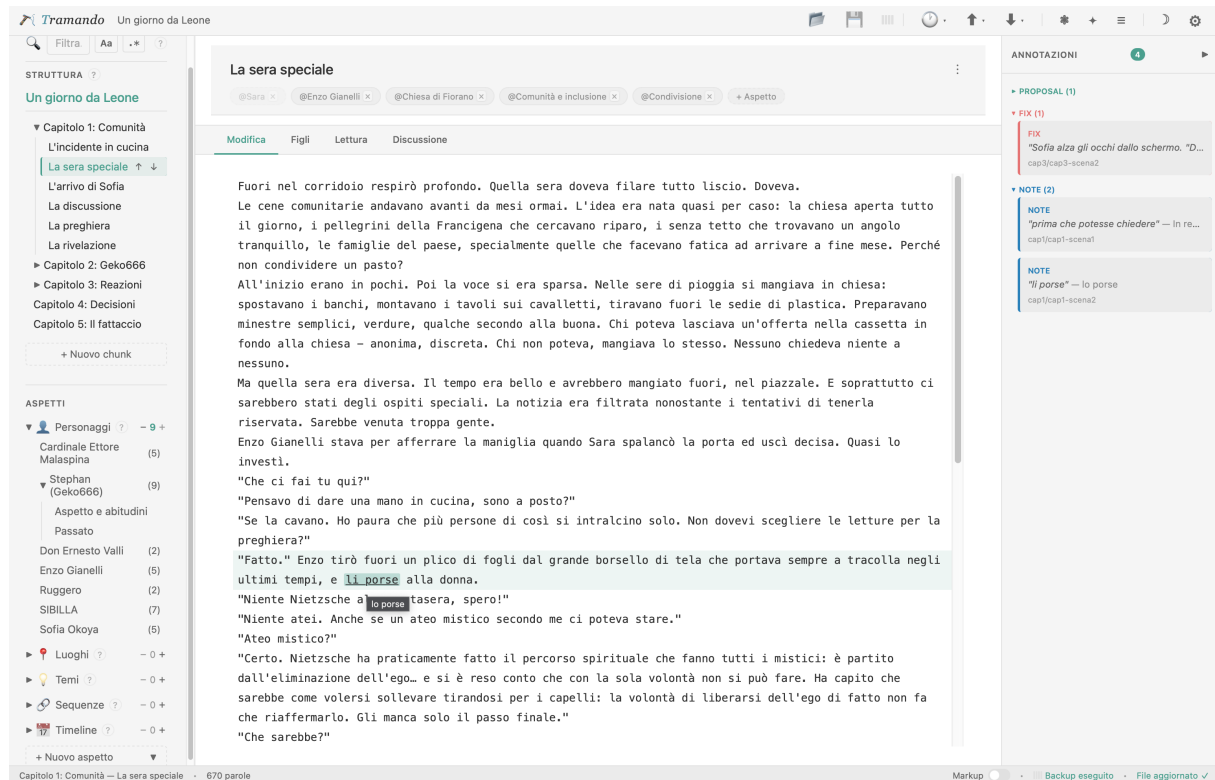 Tramando Un giorno da Leone
Filtra Aa .* ?
STRUTTURA ?
Un giorno da Leone
▼ Capitolo 1: Comunità
L'incidente in cucina
La sera speciale ↑ ↓
L'arrivo di Sofia
La discussione
La preghiera
La rivelazione
▶ Capitolo 2: Geko666
▶ Capitolo 3: Reazioni
Capitolo 4: Decisioni
Capitolo 5: Il fattaccio
+ Nuovo chunk
ASPETTI
▼ Personaggi ? − 9 +
Cardinale Ettore
Malaspina (5)
▼ Stephan
(Geko666) (9)
Aspetto e abitudini
Passato
Don Ernesto Valli (2)
Enzo Gianelli (5)
Ruggero (2)
SIBILLA (7)
Sofia Okoya (5)
▶ Luoghi ? − 0 +
▶ Temi ? − 0 +
▶ Sequenze ? − 0 +
▶ Timeline ? − 0 +
+ Nuovo aspetto ▼
La sera speciale
@Sara × @Enzo Gianelli × @Chiesa di Fiorano × @Comunità e inclusione × @Condivisione × + Aspetto
Modifica Figli Lettura Discussione
Fuori nel corridoio respirò profondo. Quella sera doveva filare tutto liscio. Doveva.
Le cene comunitarie andavano avanti da mesi ormai. L'idea era nata quasi per caso: la chiesa aperta tutto
il giorno, i pellegrini della Francigena che cercavano riparo, i senza tetto che trovavano un angolo
tranquillo, le famiglie del paese, specialmente quelle che facevano fatica ad arrivare a fine mese. Perché
non condividere un pasto?
All'inizio erano in pochi. Poi la voce si era sparsa. Nelle sere di pioggia si mangiava in chiesa:
spostavano i banchi, montavano i tavoli sui cavalletti, tiravano fuori le sedie di plastica. Preparavano
minestre semplici, verdure, qualche secondo alla buona. Chi poteva lasciava un'offerta nella cassetta in
fondo alla chiesa – anonima, discreta. Chi non poteva, mangiava lo stesso. Nessuno chiedeva niente a
nessuno.
Ma quella sera era diversa. Il tempo era bello e avrebbero mangiato fuori, nel piazzale. E soprattutto ci
sarebbero stati degli ospiti speciali. La notizia era filtrata nonostante i tentativi di tenerla
riservata. Sarebbe venuta troppa gente.
Enzo Gianelli stava per afferrare la maniglia quando Sara spalancò la porta ed uscì decisa. Quasi lo
investì.
"Che ci fai tu qui?"
"Pensavo di dare una mano in cucina, sono a posto?"
"Se la cavano. Ho paura che più persone di così si intralcino solo. Non dovevi scegliere le letture per la
preghiera?"
"Fatto." Enzo tirò fuori un plico di fogli dal grande borsello di tela che portava sempre a tracolla negli
ultimi tempi, e li porse alla donna.
"Niente Nietzsche tasera, spero!"
lo porse
"Niente atei. Anche se un ateo mistico secondo me ci poteva stare."
"Ateo mistico?"
"Certo. Nietzsche ha praticamente fatto il percorso spirituale che fanno tutti i mistici: è partito
dall'eliminazione dell'ego… e si è reso conto che con la sola volontà non si può fare. Ha capito che
sarebbe come volersi sollevare tirandosi per i capelli: la volontà di liberarsi dell'ego di fatto non fa
che riaffermarlo. Gli manca solo il passo finale."
"Che sarebbe?"
ANNOTAZIONI 4 ▶
▸ PROPOSAL (1)
▾ FIX (1)
FIX
"Sofia alza gli occhi dallo schermo. "D...
cap3/cap3-scena2
▾ NOTE (2)
NOTE
"prima che potesse chiedere" — In re...
cap1/cap1-scena1
NOTE
"li porse" — lo porse
cap1/cap1-scena2
Capitolo 1: Comunità — La sera speciale · 670 parole Markup · Backup eseguito · File aggiornato ✓